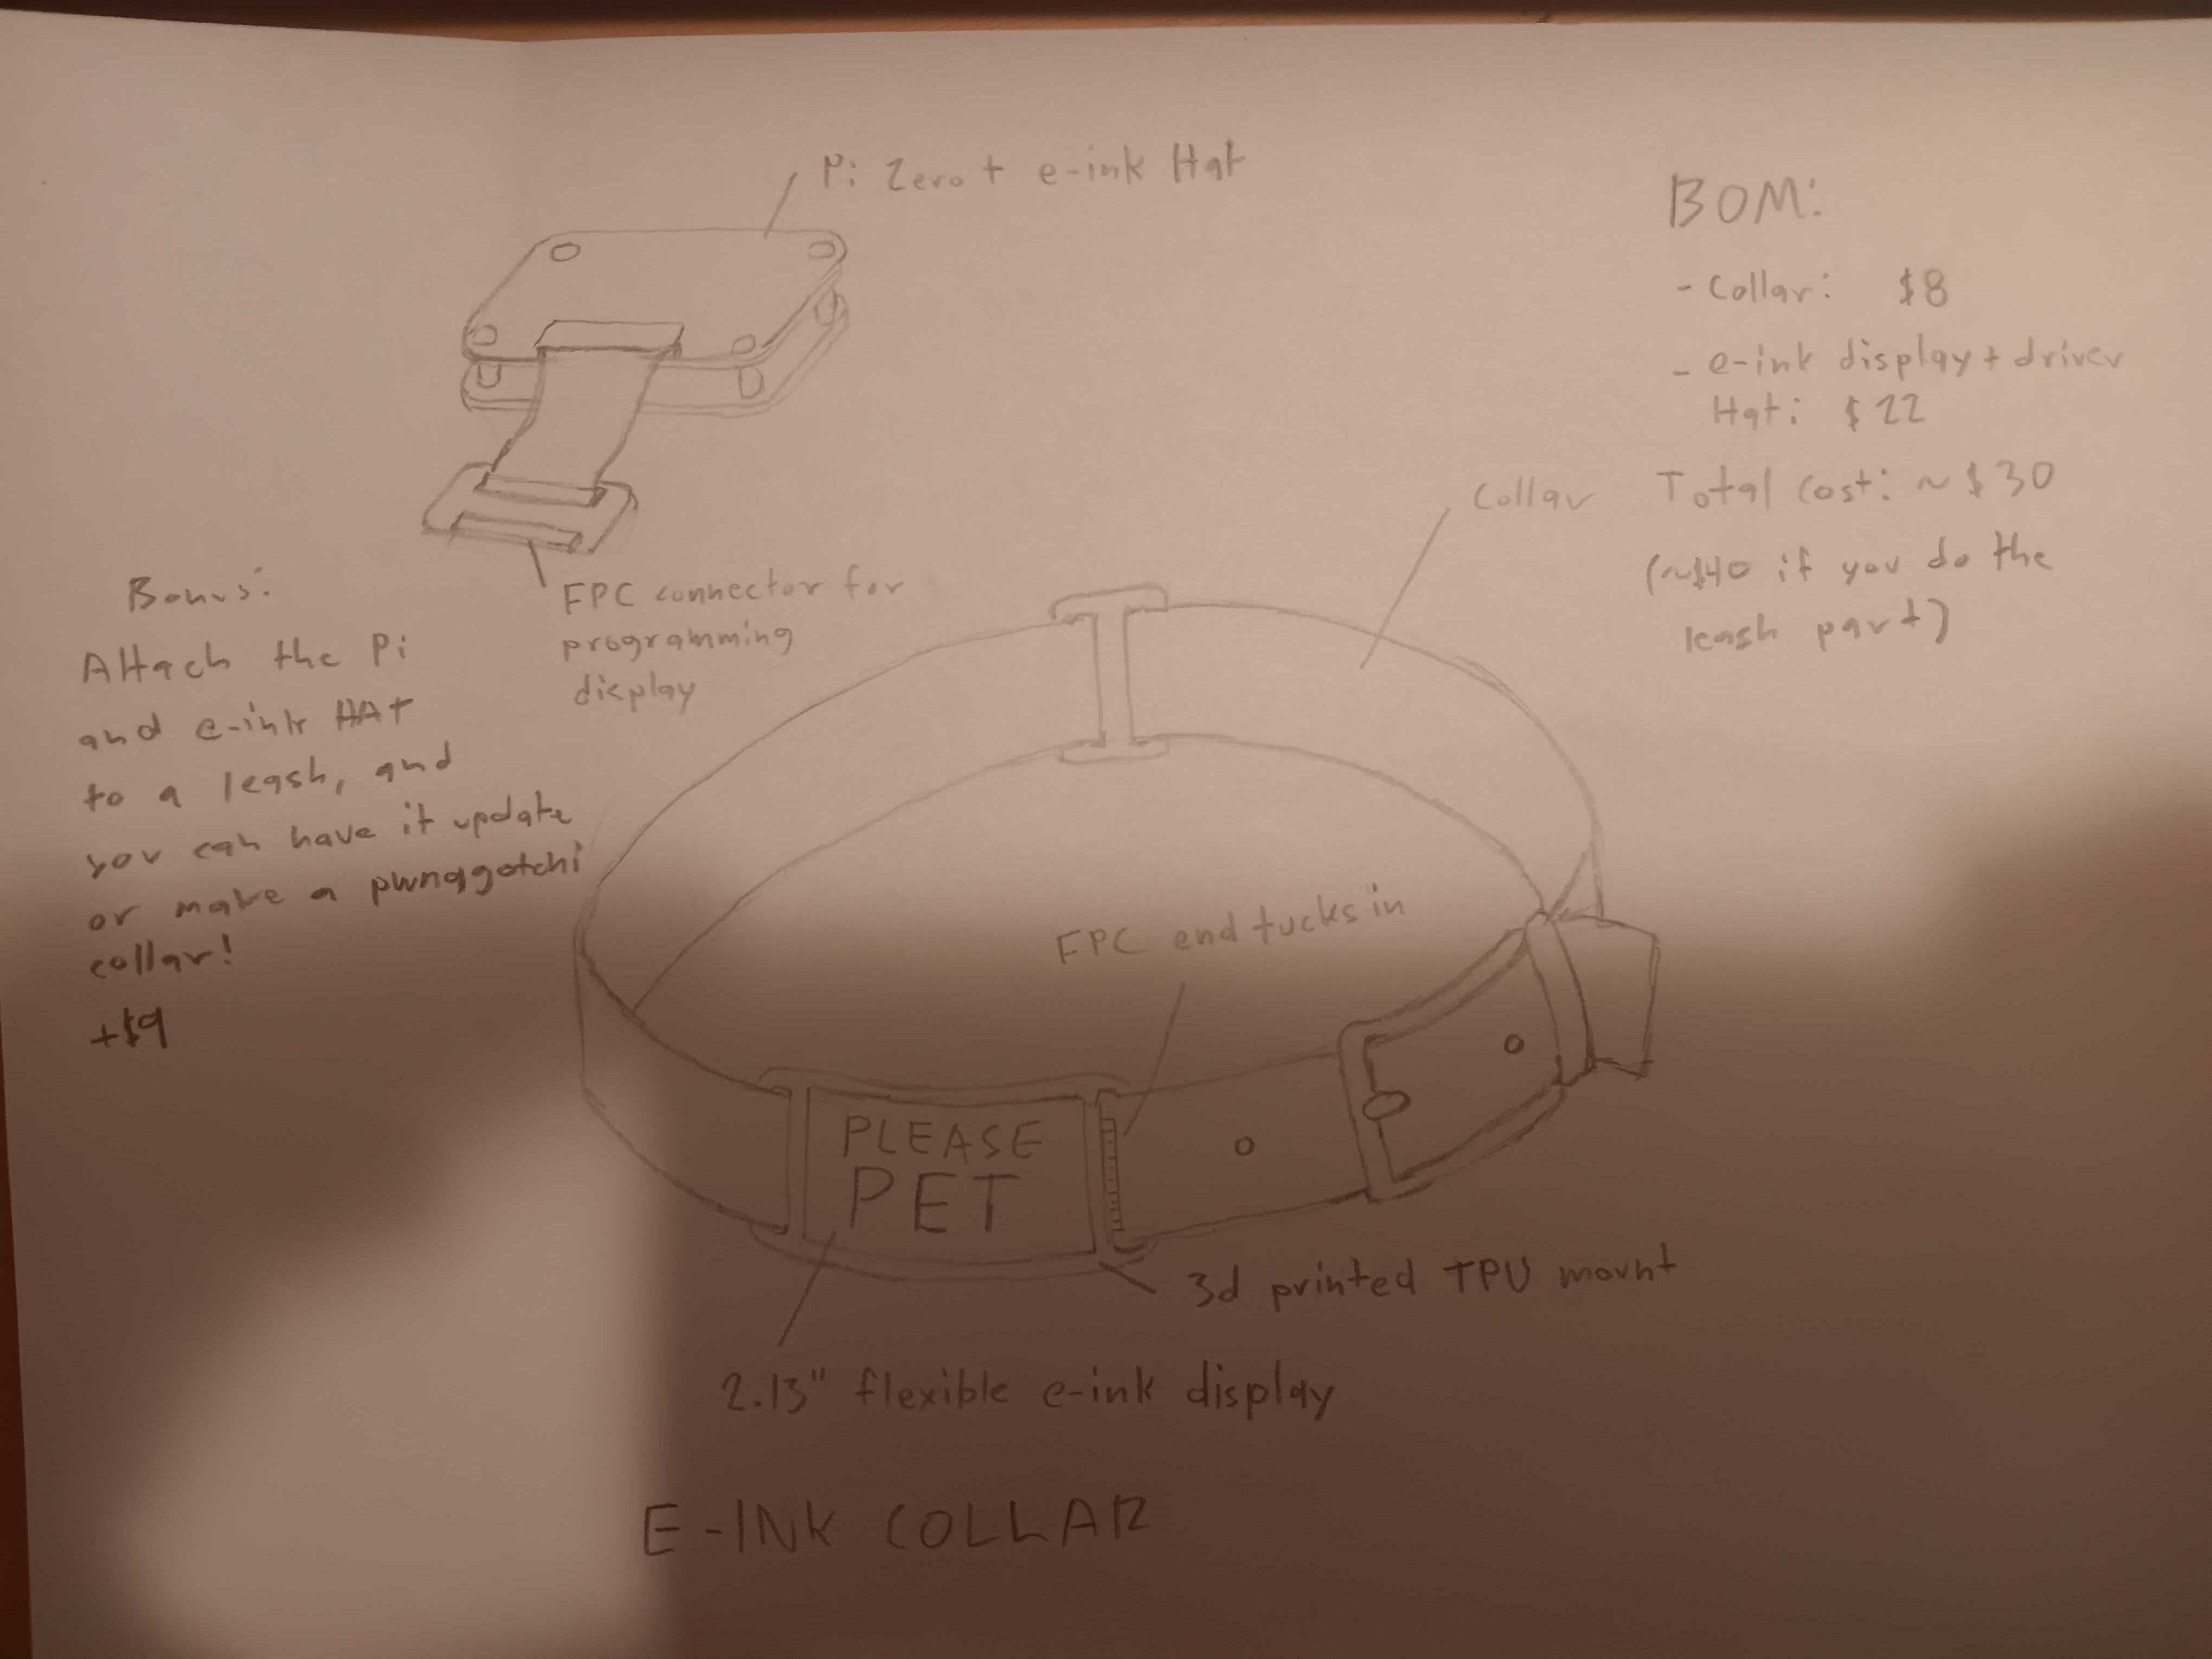 Pi Zero + e-ink Hat
BOM:
- Collar: $8
- e-ink display + driver
Hat: $22
Total cost: ~$30
(~$40 if you do the
leash part)
Collar
FPC connector for
programming
display
Bonus:
Attach the Pi
and e-ink HAT
to a leash, and
you can have it update
or make a pwnagotchi
collar!
+$9
FPC end tucks in
PLEASE
PET
3d printed TPU mount
2.13" flexible e-ink display
E-INK COLLAR